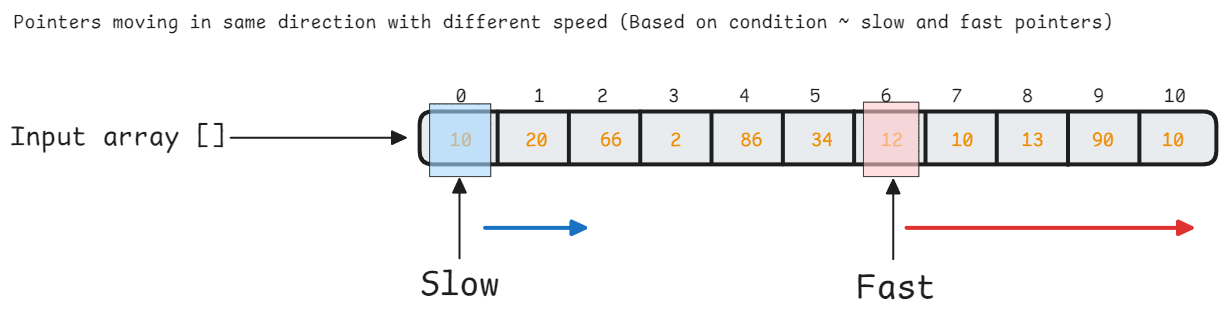 Pointers moving in same direction with different speed (Based on condition ~ slow and fast pointers)
0 1 2 3 4 5 6 7 8 9 10
Input array [] 10 20 66 2 86 34 12 10 13 90 10
Slow Fast